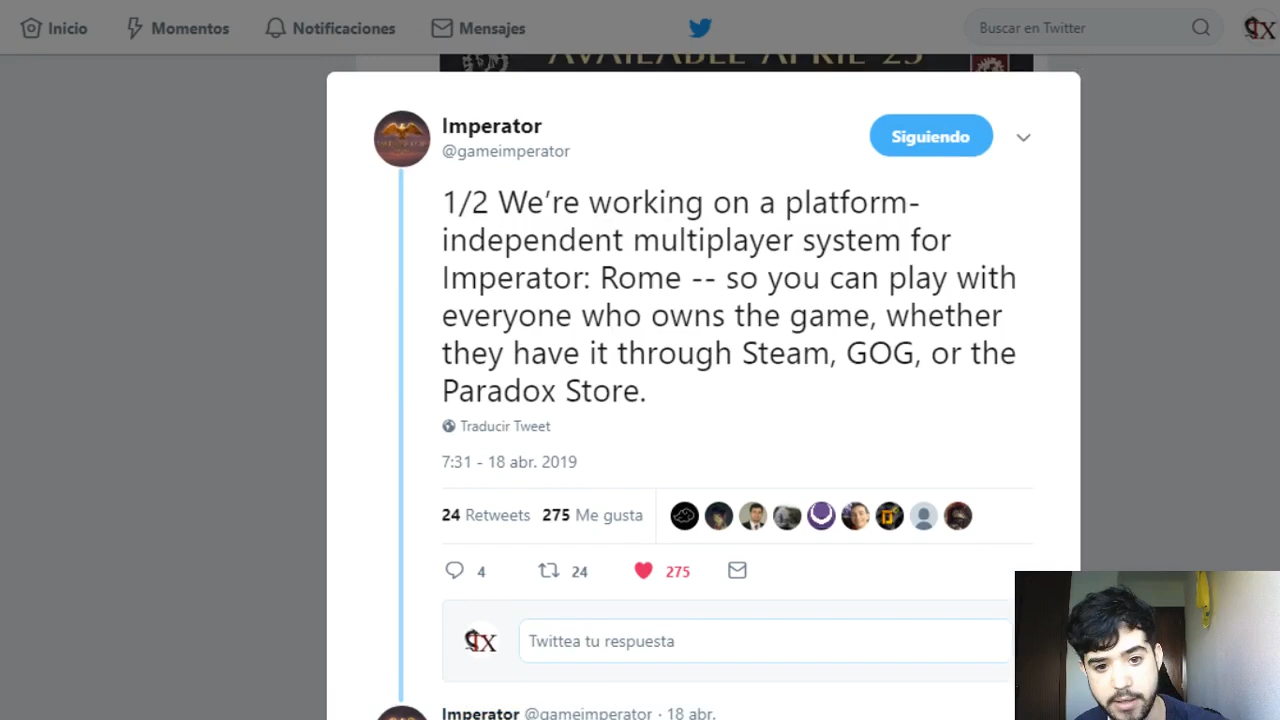 Inicio
Momentos
Notificaciones
Mensajes
Buscar en Twitter
AVAILABLE APRIL 25
Imperator
@gameimperator
Siguiendo
1/2 We’re working on a platform-
independent multiplayer system for
Imperator: Rome -- so you can play with
everyone who owns the game, whether
they have it through Steam, GOG, or the
Paradox Store.
Traducir Tweet
7:31 - 18 abr. 2019
24 Retweets 275 Me gusta
4 24 275
Twittea tu respuesta
Imperator @gameimperator · 18 abr.